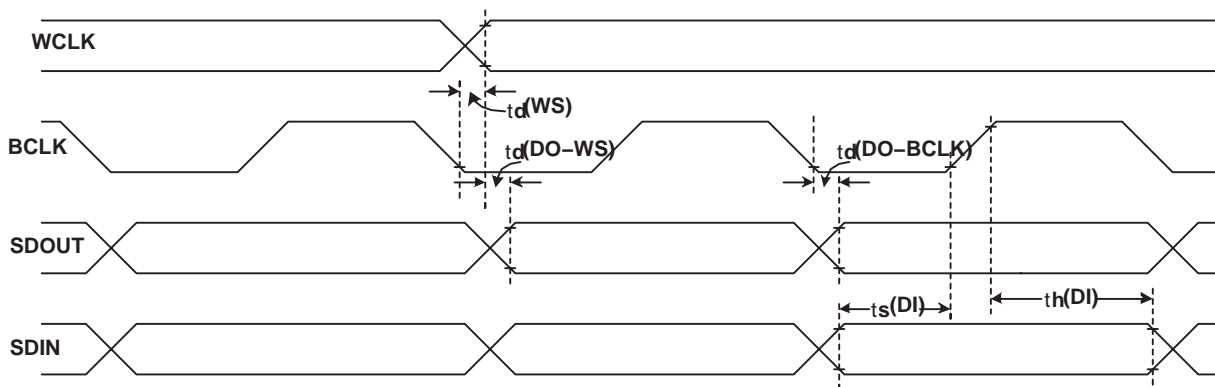 WCLK
td(WS)
BCLK
td(DO–WS)
td(DO–BCLK)
SDOUT
ts(DI)
th(DI)
SDIN